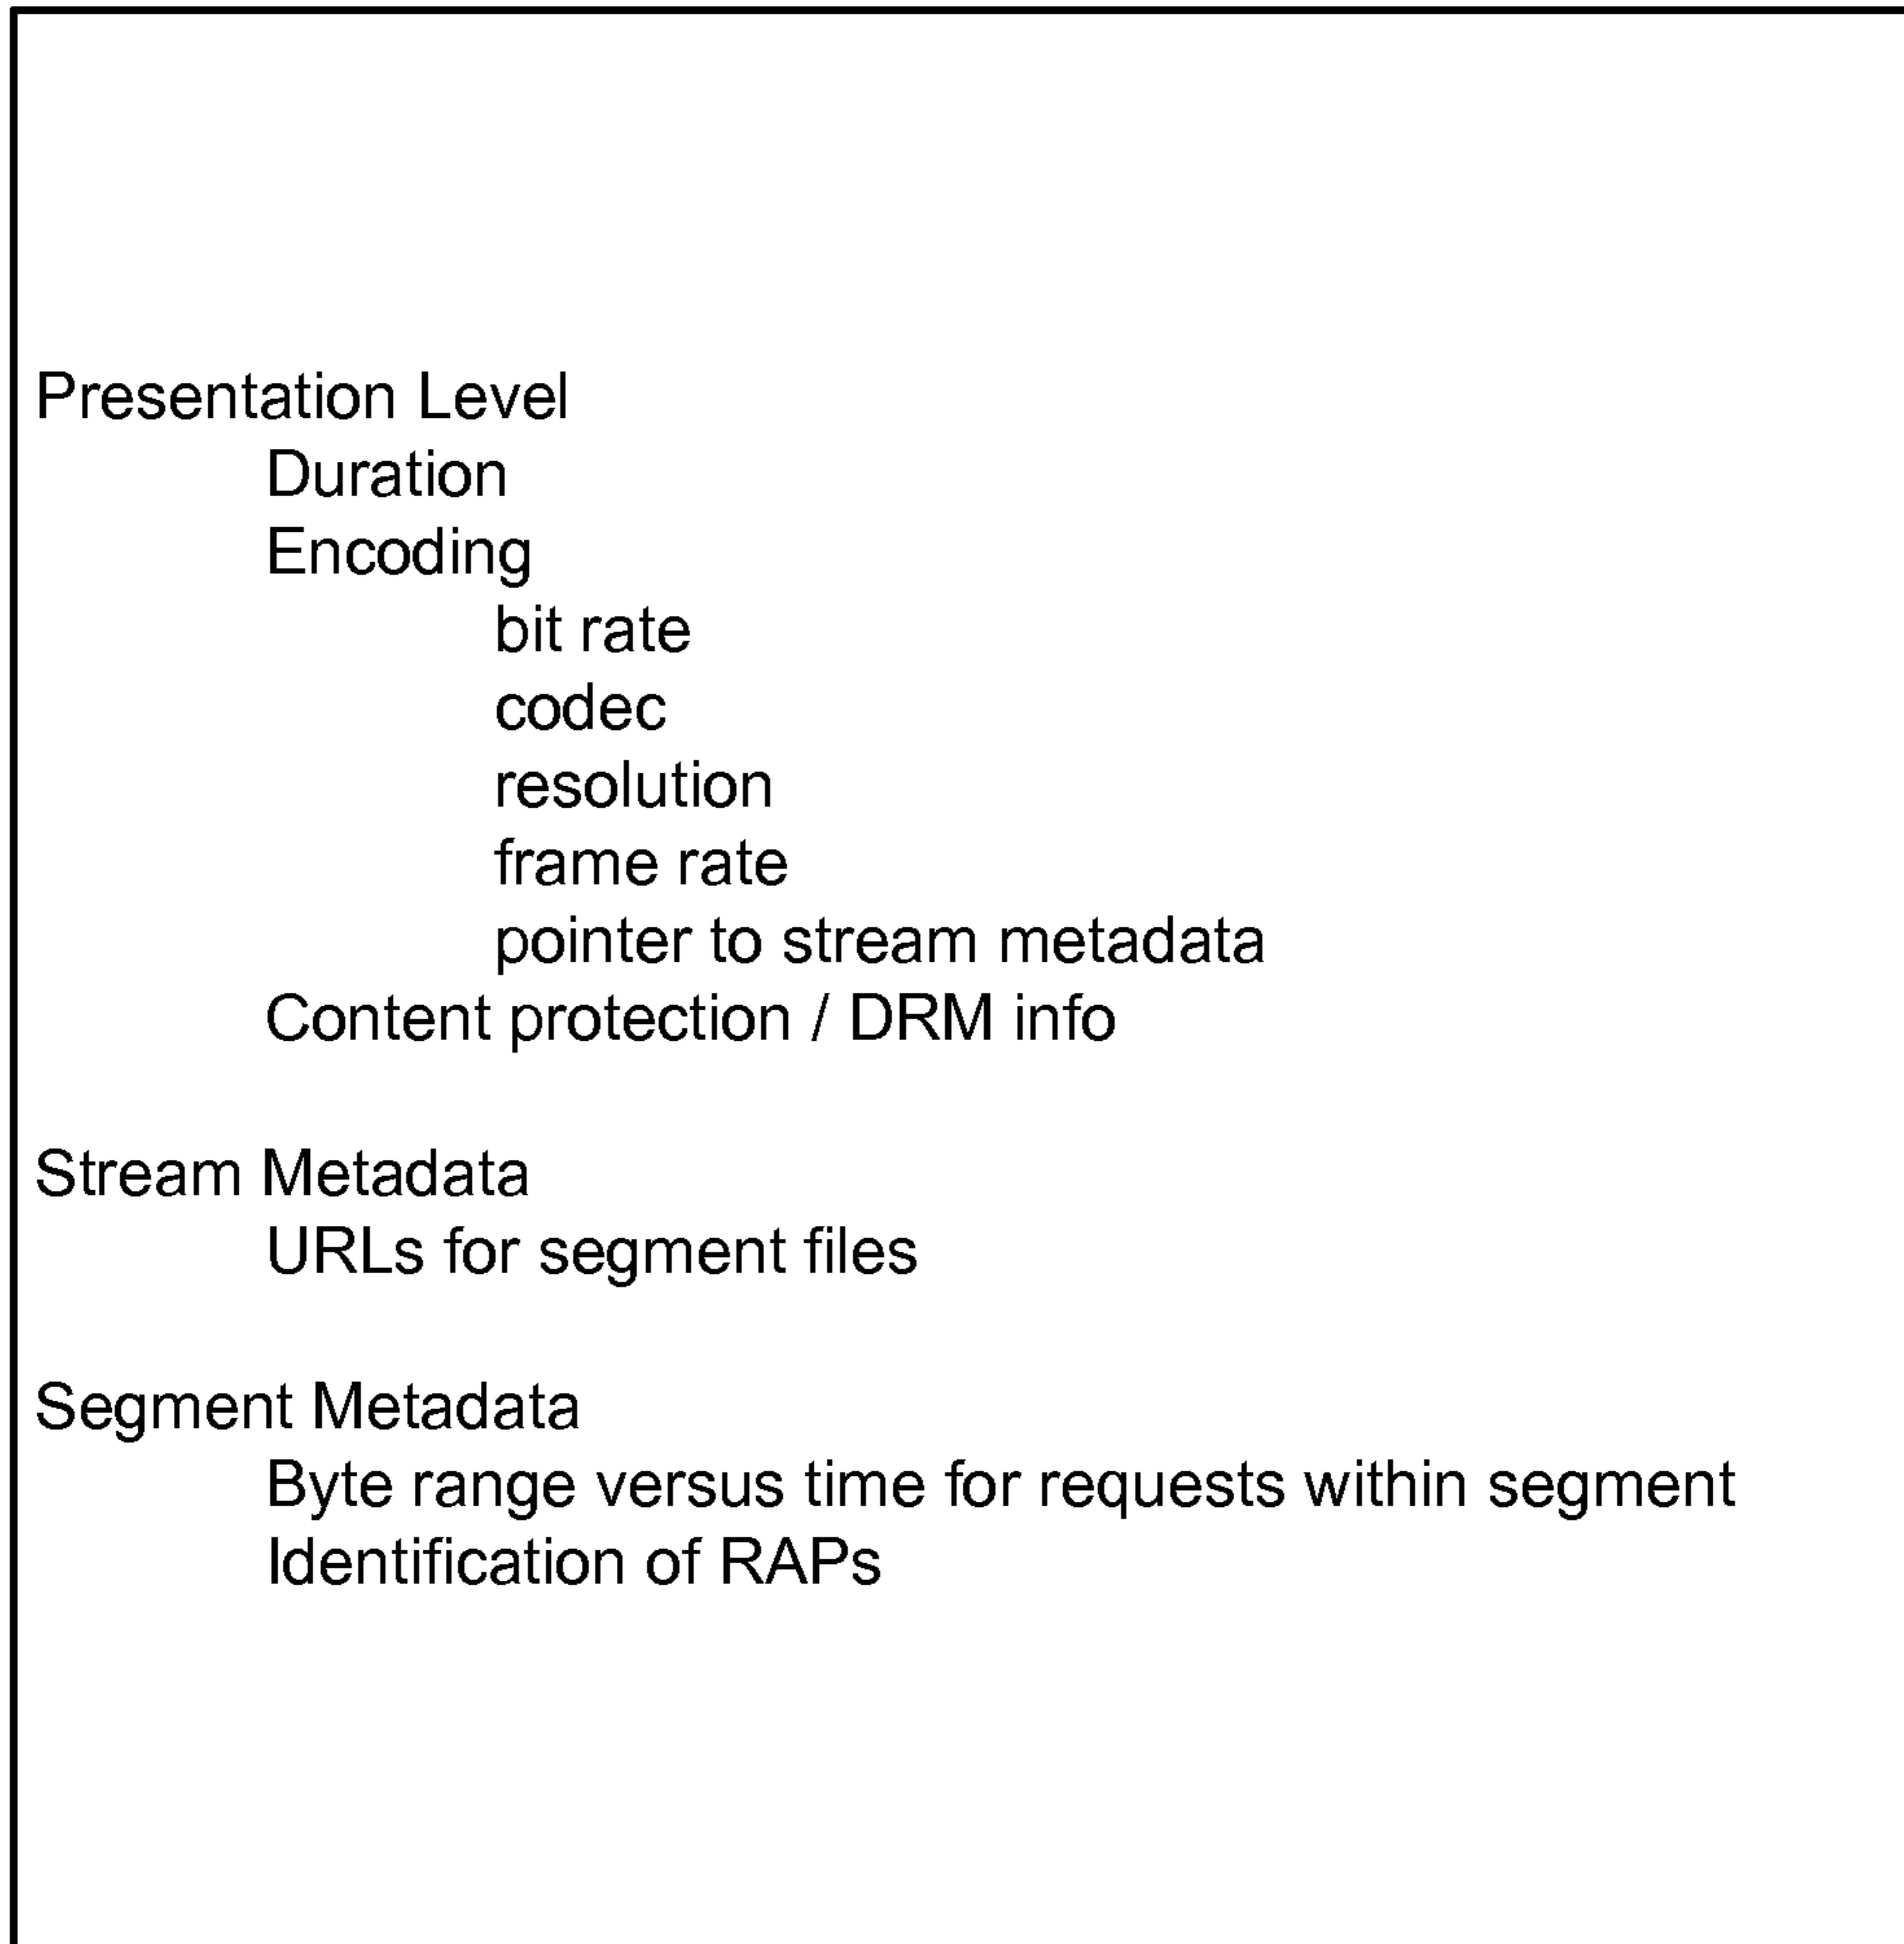 Presentation Level
Duration
Encoding
bit rate
codec
resolution
frame rate
pointer to stream metadata
Content protection / DRM info
Stream Metadata
URLs for segment files
Segment Metadata
Byte range versus time for requests within segment
Identification of RAPs